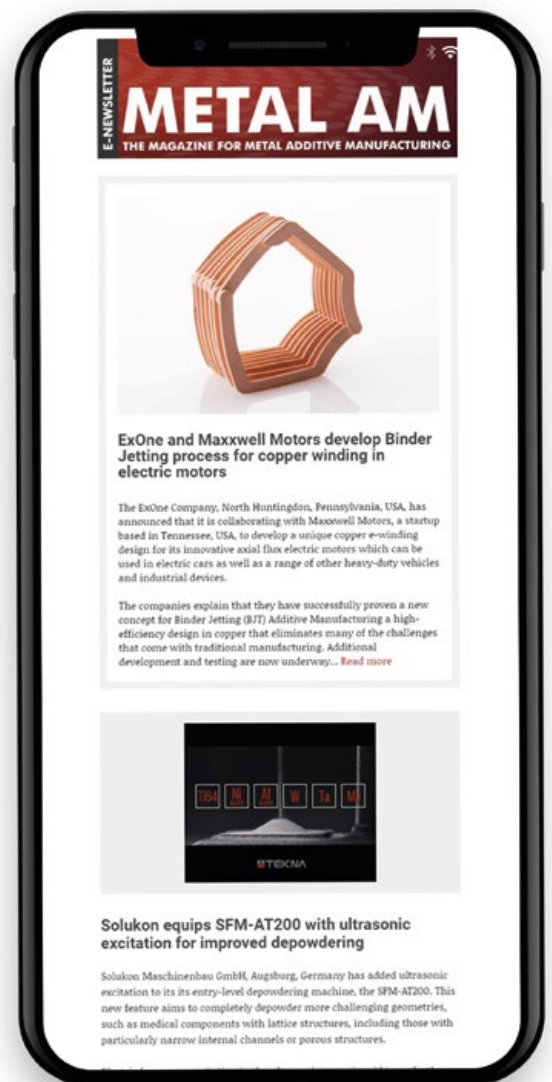 E-NEWSLETTER
METAL AM
THE MAGAZINE FOR METAL ADDITIVE MANUFACTURING
ExOne and Maxxwell Motors develop Binder
Jetting process for copper winding in
electric motors
The ExOne Company, North Huntingdon, Pennsylvania, USA, has
announced that it is collaborating with Maxxwell Motors, a startup
based in Tennessee, USA, to develop a unique copper e-winding
design for its innovative axial flux electric motors which can be
used in electric cars as well as a range of other heavy-duty vehicles
and industrial devices.
The companies explain that they have successfully proven a new
concept for Binder Jetting (BJT) Additive Manufacturing a high-
efficiency design in copper that eliminates many of the challenges
that come with traditional manufacturing. Additional
development and testing are now underway... Read more
Ti64 Ni Al W Ta Mo
TEKNA
Solukon equips SFM-AT200 with ultrasonic
excitation for improved depowdering
Solukon Maschinenbau GmbH, Augsburg, Germany has added ultrasonic
excitation to its its entry-level depowdering machine, the SFM-AT200. This
new feature aims to completely depowder more challenging geometries,
such as medical components with lattice structures, including those with
particularly narrow internal channels or porous structures.